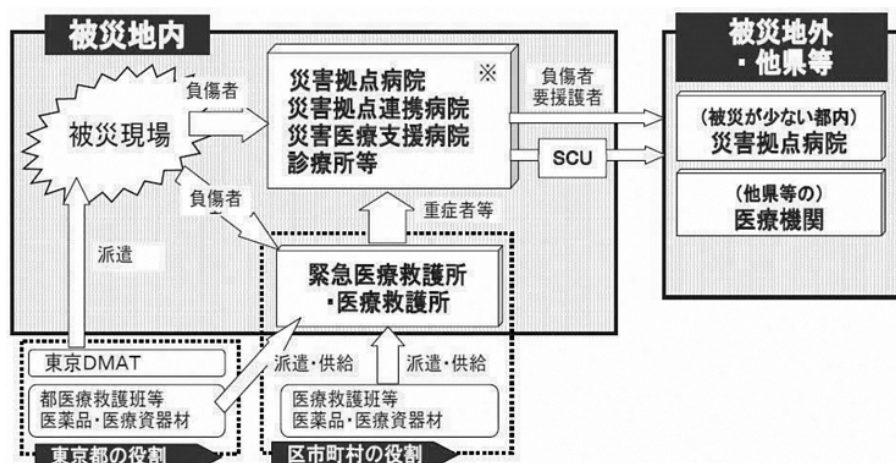 被災地内
被災現場
負傷者
災害拠点病院
※
災害拠点連携病院
災害医療支援病院
診療所等
負傷者
要援護者
SCU
被災地外
・他県等
(被災が少ない都内)
災害拠点病院
(他県等の)
医療機関
負傷者
重症者等
派遣
緊急医療救護所
・医療救護所
東京DMAT
都医療救護班等
医薬品・医療資器材
派遣・供給
派遣・供給
医療救護班等
医薬品・医療資器材
東京都の役割
区市町村の役割